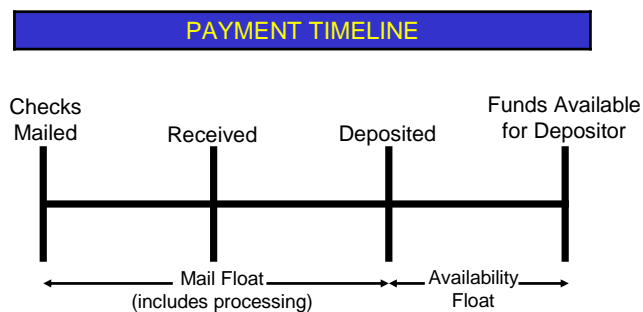 PAYMENT TIMELINE
Checks
Mailed
Received
Deposited
Funds Available
for Depositor
Mail Float
(includes processing)
Availability
Float